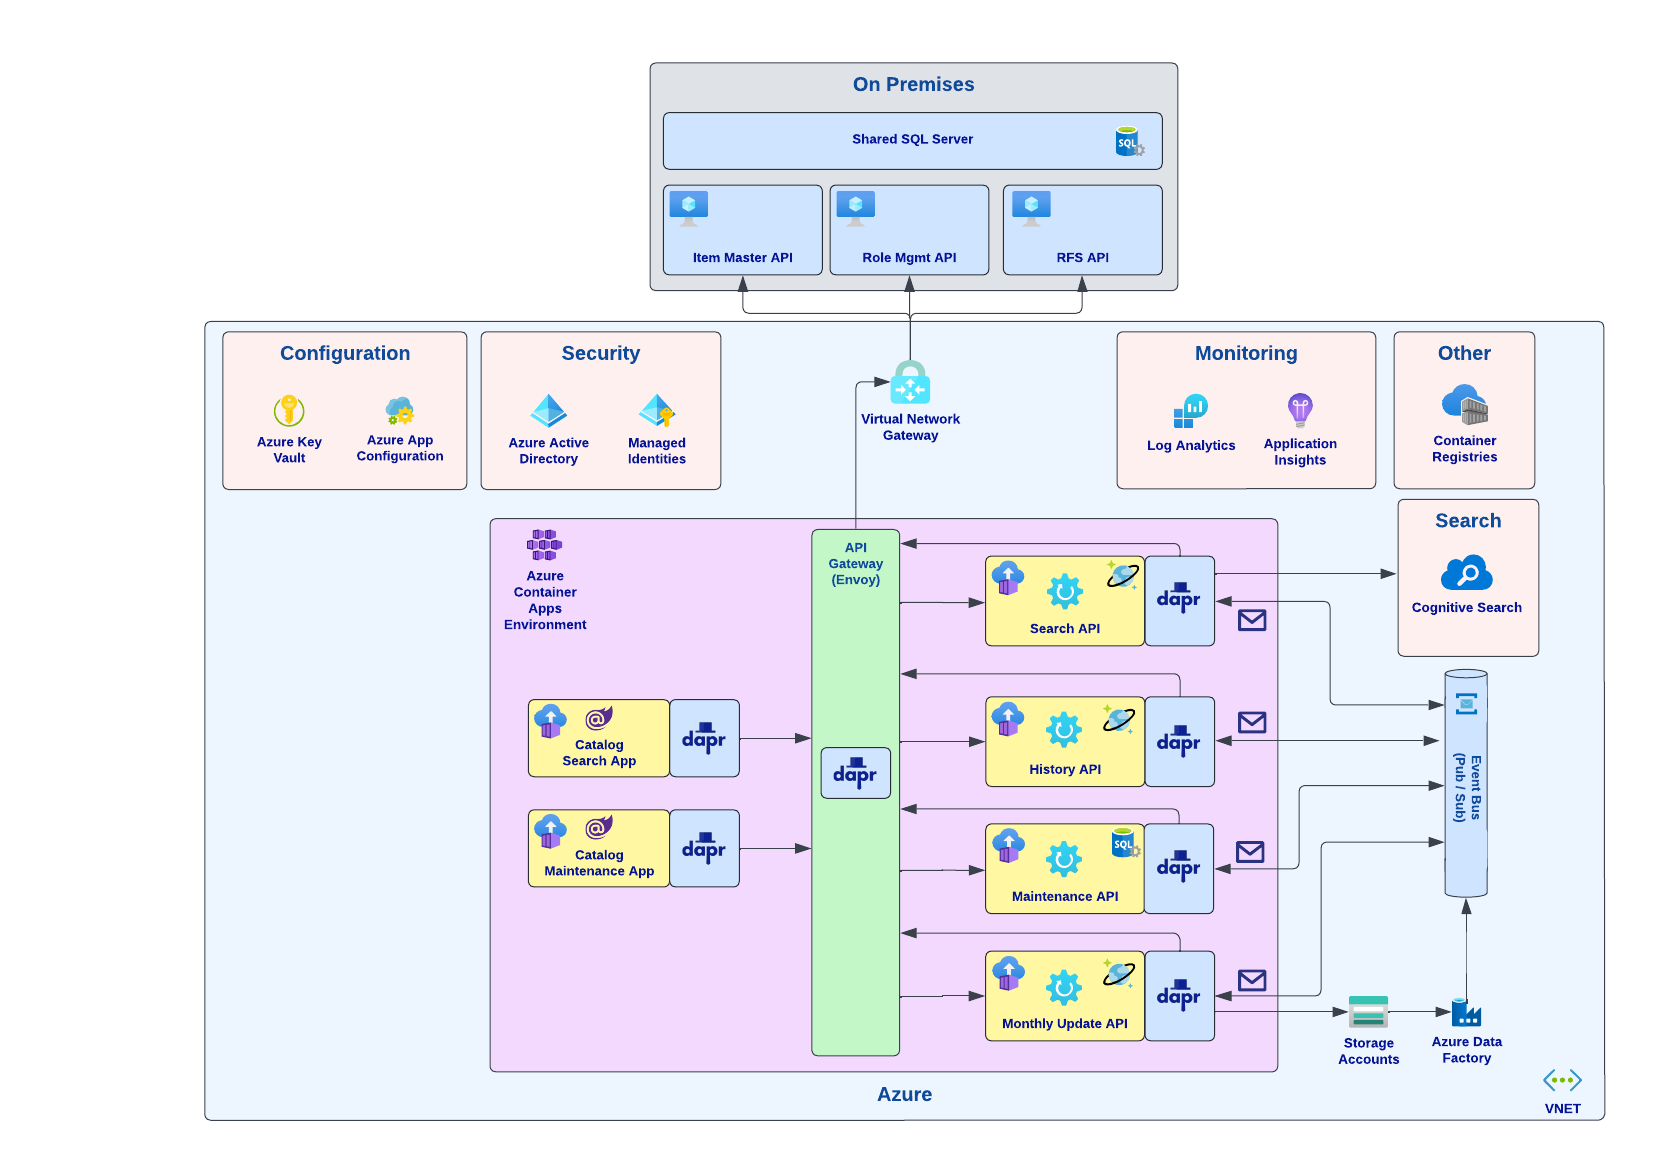 On Premises
Shared SQL Server
SQL
Item Master API
Role Mgmt API
RFS API
Configuration
Azure Key
Vault
Azure App
Configuration
Security
Azure Active
Directory
Managed
Identities
Virtual Network
Gateway
Monitoring
Log Analytics
Application
Insights
Other
Container
Registries
Search
Cognitive Search
Azure
Container
Apps
Environment
API
Gateway
(Envoy)
dapr
Catalog
Search App
dapr
Catalog
Maintenance App
dapr
Search API
dapr
History API
dapr
SQL
Maintenance API
dapr
Monthly Update API
dapr
Event Bus
(Pub / Sub)
Storage
Accounts
Azure Data
Factory
Azure
VNET